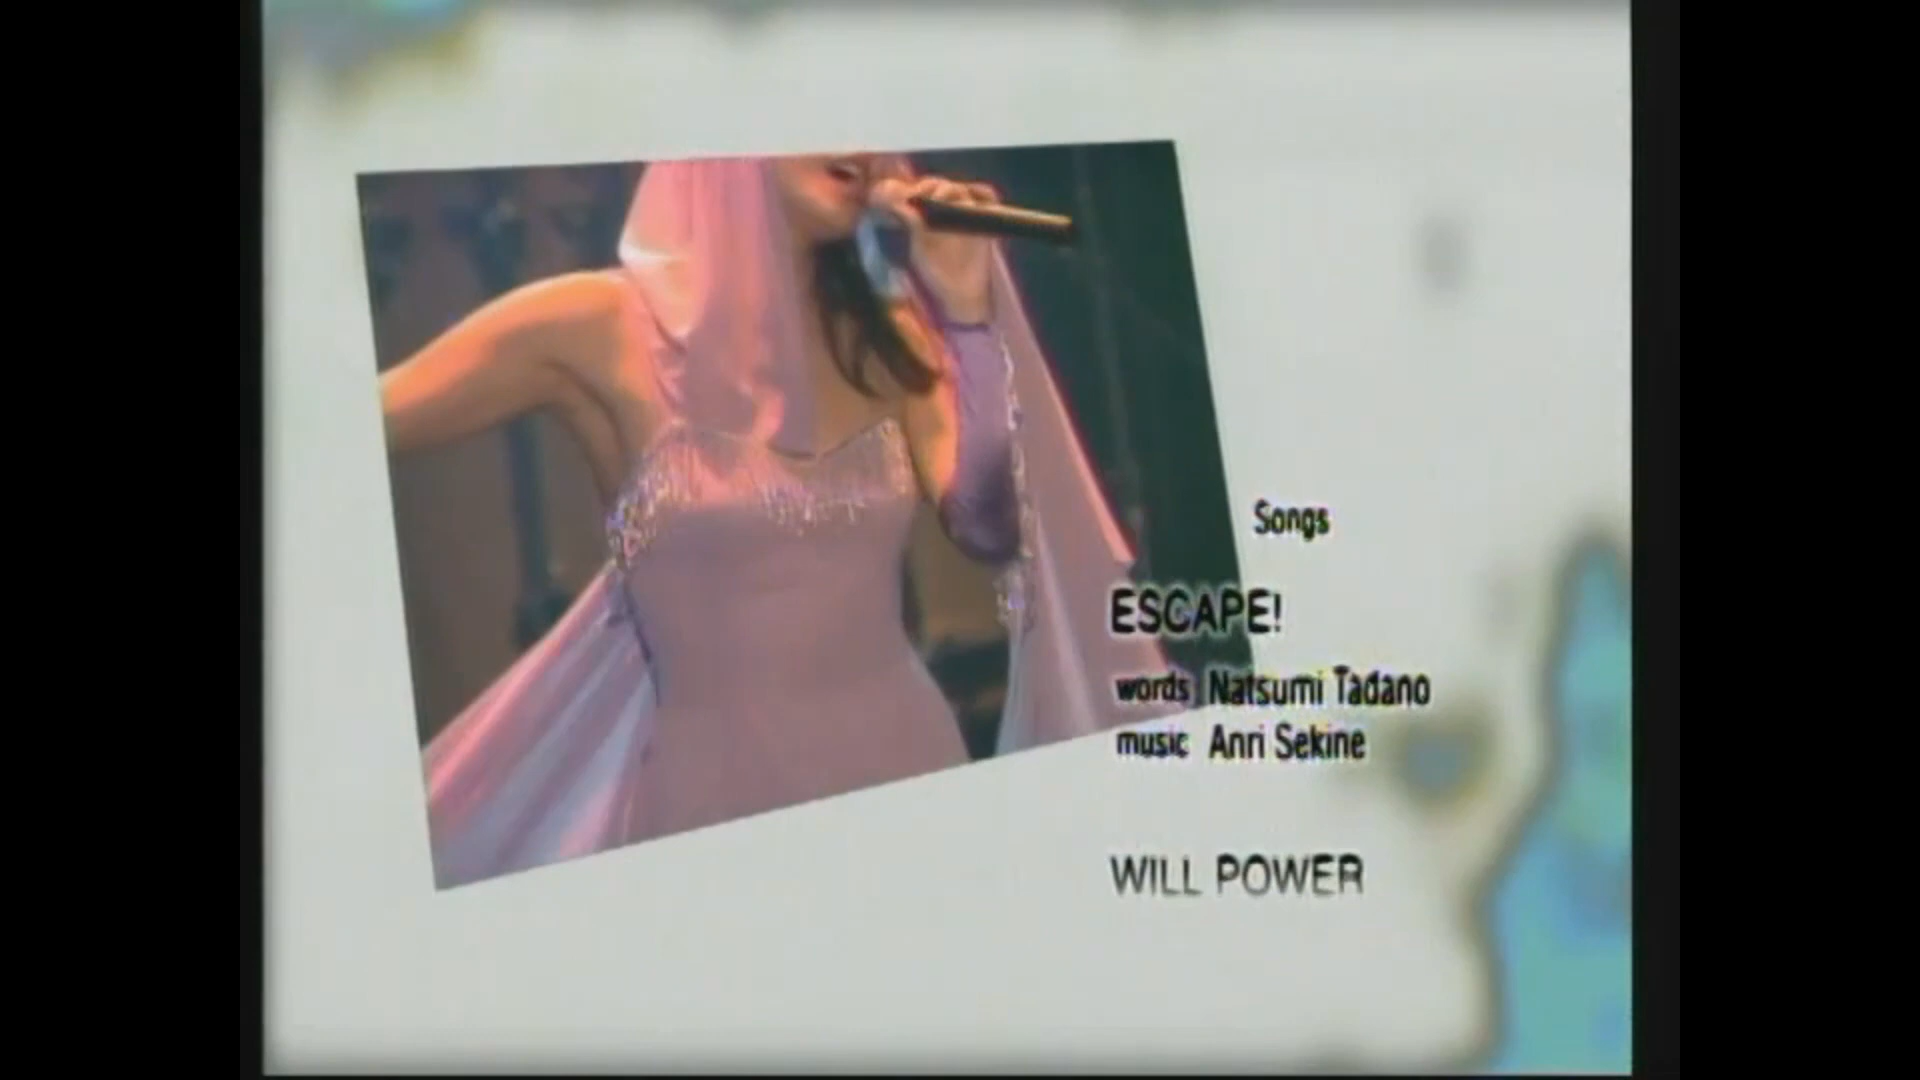 Songs
ESCAPE!
words Natsumi Tadano
music Anri Sekine
WILL POWER